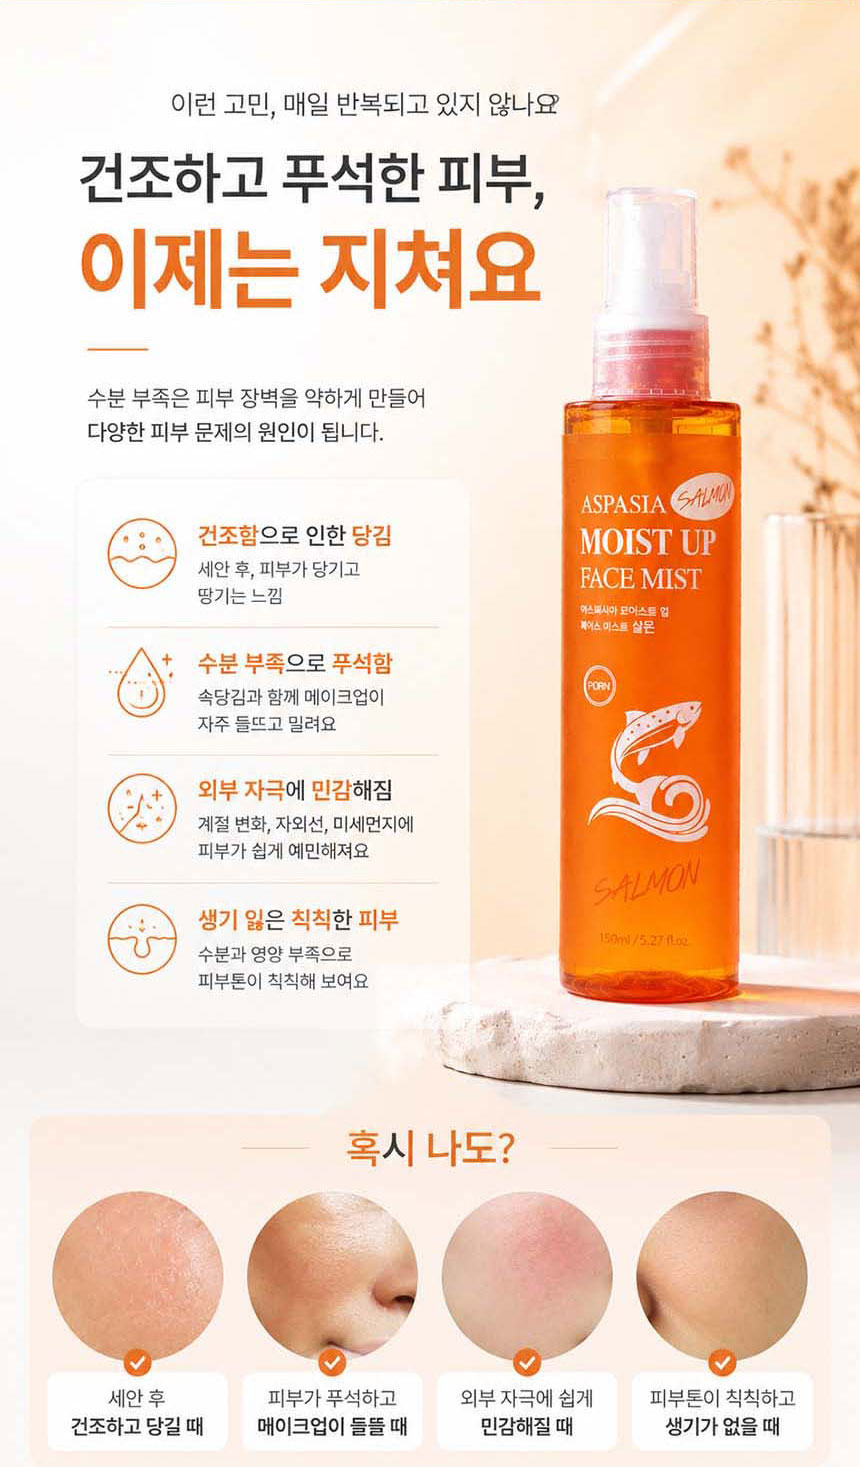 이런 고민, 매일 반복되고 있지 않나요?
건조하고 푸석한 피부,
이제는 지쳐요
수분 부족은 피부 장벽을 약하게 만들어
다양한 피부 문제의 원인이 됩니다.
건조함으로 인한 당김
세안 후, 피부가 당기고
땅기는 느낌
수분 부족으로 푸석함
속당김과 함께 메이크업이
자주 들뜨고 밀려요
외부 자극에 민감해짐
계절 변화, 자외선, 미세먼지에
피부가 쉽게 예민해져요
생기 잃은 칙칙한 피부
수분과 영양 부족으로
피부톤이 칙칙해 보여요
ASPASIA SALMON
MOIST UP
FACE MIST
아스파시아 모이스트 업
페이스 미스트 살몬
PDRN
SALMON
150ml / 5.27 fl.oz.
혹시 나도?
세안 후
건조하고 당길 때
피부가 푸석하고
메이크업이 들뜰 때
외부 자극에 쉽게
민감해질 때
피부톤이 칙칙하고
생기가 없을 때